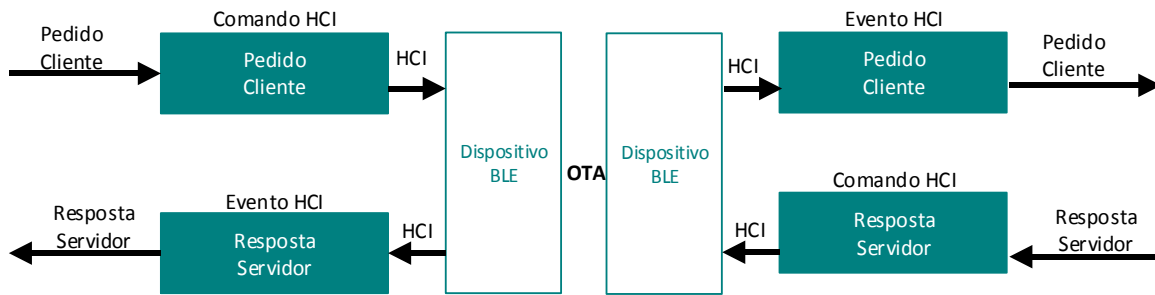 Comando HCI
Pedido
Cliente
Pedido
Cliente
HCI
Dispositivo
BLE
OTA
Dispositivo
BLE
HCI
Evento HCI
Pedido
Cliente
Pedido
Cliente
Evento HCI
Resposta
Servidor
Resposta
Servidor
HCI
HCI
Comando HCI
Resposta
Servidor
Resposta
Servidor